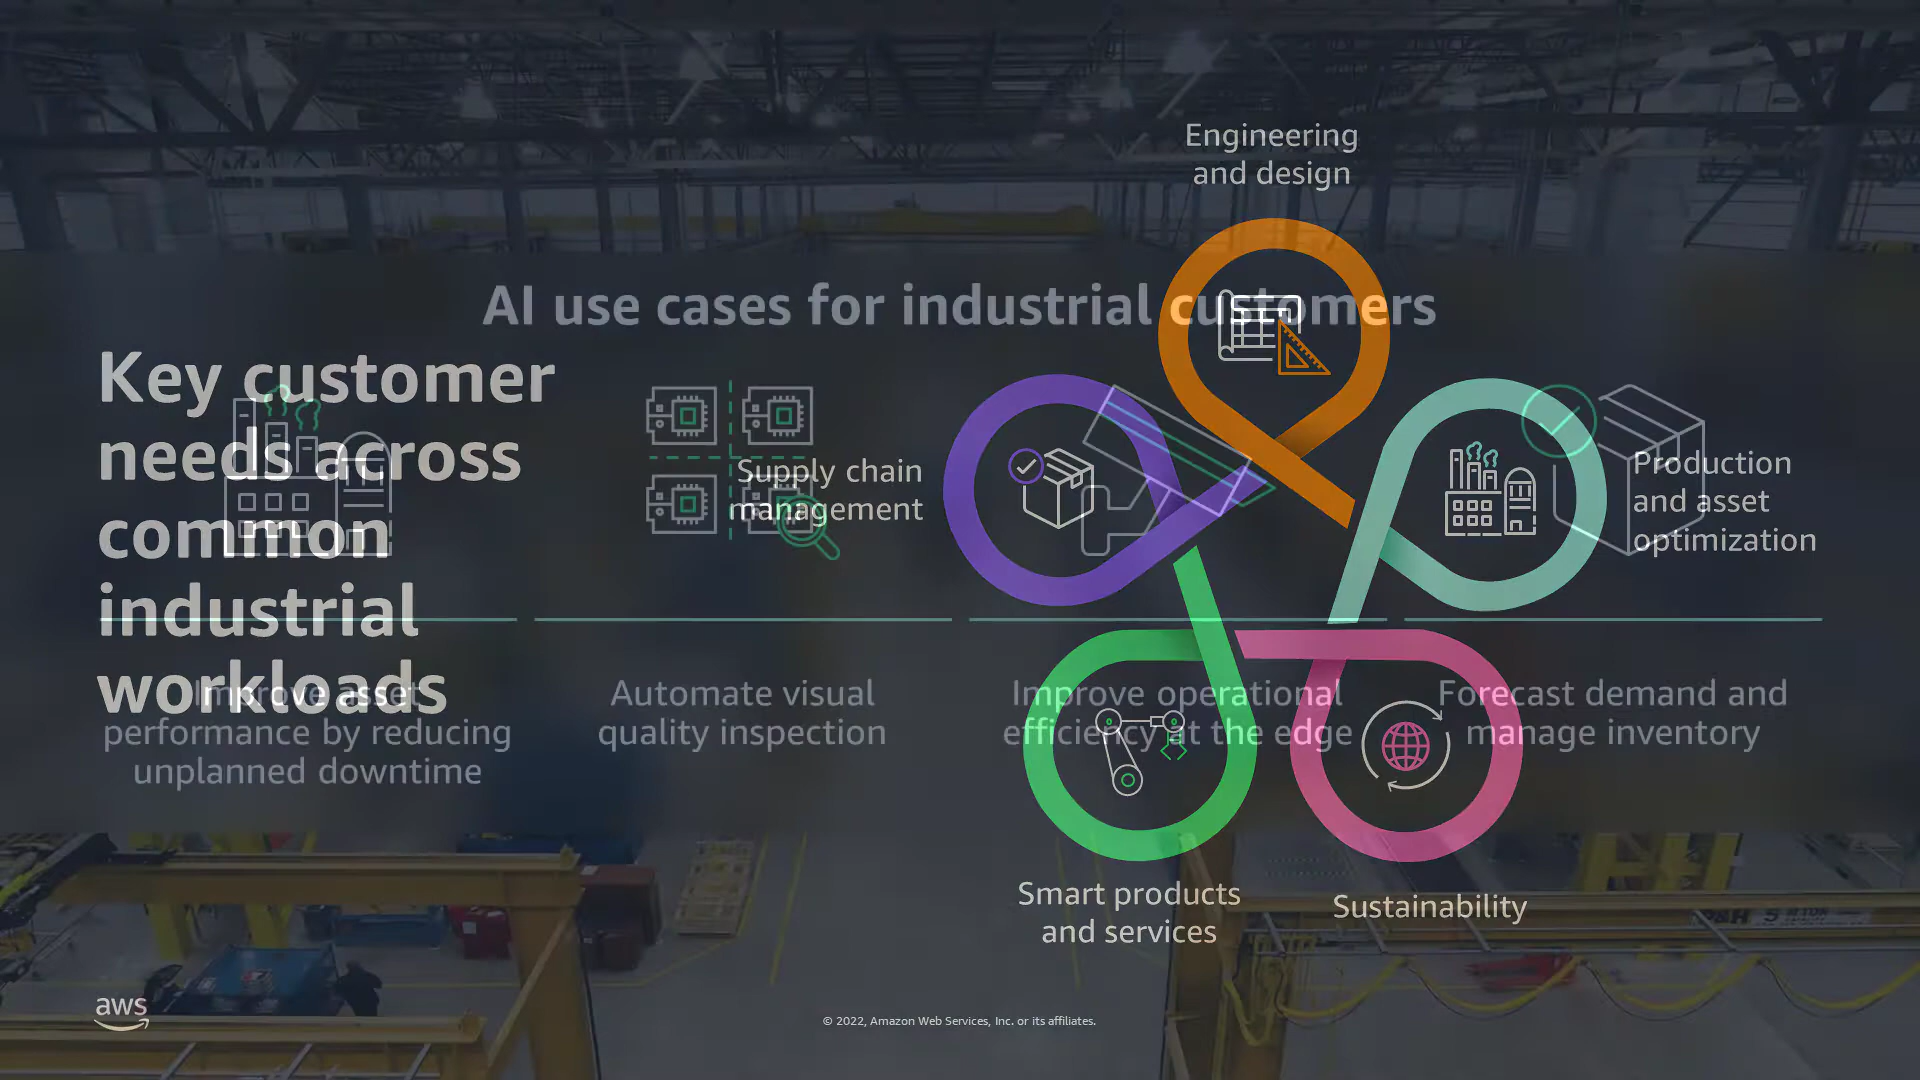 Key customer
needs across
common
industrial
workloads
Engineering
and design
Supply chain
management
Production
and asset
optimization
Smart products
and services
Sustainability
AI use cases for industrial customers
Improve asset
performance by reducing
unplanned downtime
Automate visual
quality inspection
Improve operational
efficiency at the edge
Forecast demand and
manage inventory
aws
© 2022, Amazon Web Services, Inc. or its affiliates.